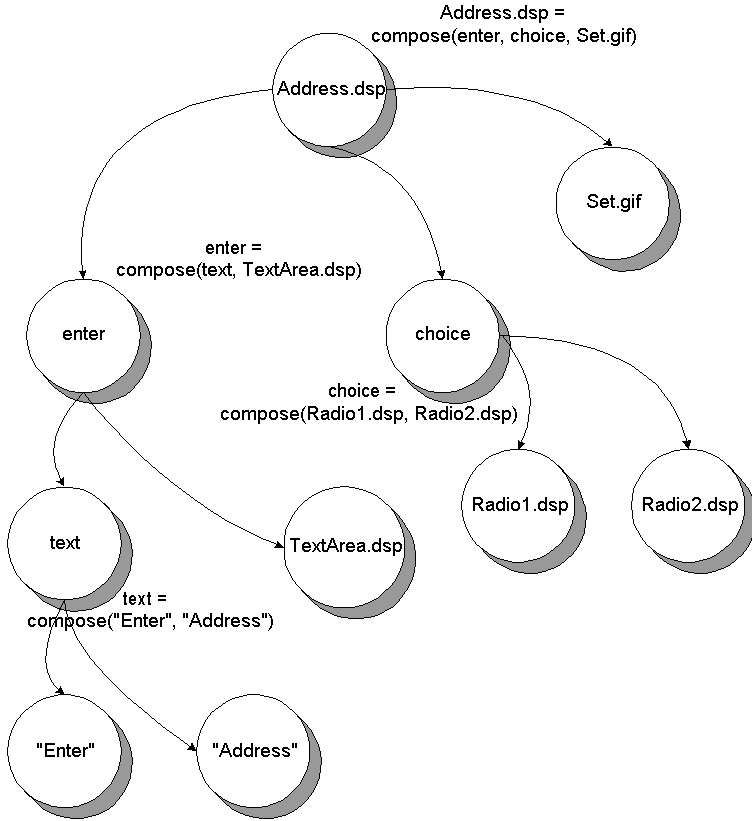 Address.dsp =
compose(enter, choice, Set.gif)
Address.dsp
Set.gif
enter =
compose(text, TextArea.dsp)
enter
choice
choice =
compose(Radio1.dsp, Radio2.dsp)
Radio1.dsp
Radio2.dsp
text
TextArea.dsp
text =
compose("Enter", "Address")
"Enter"
"Address"